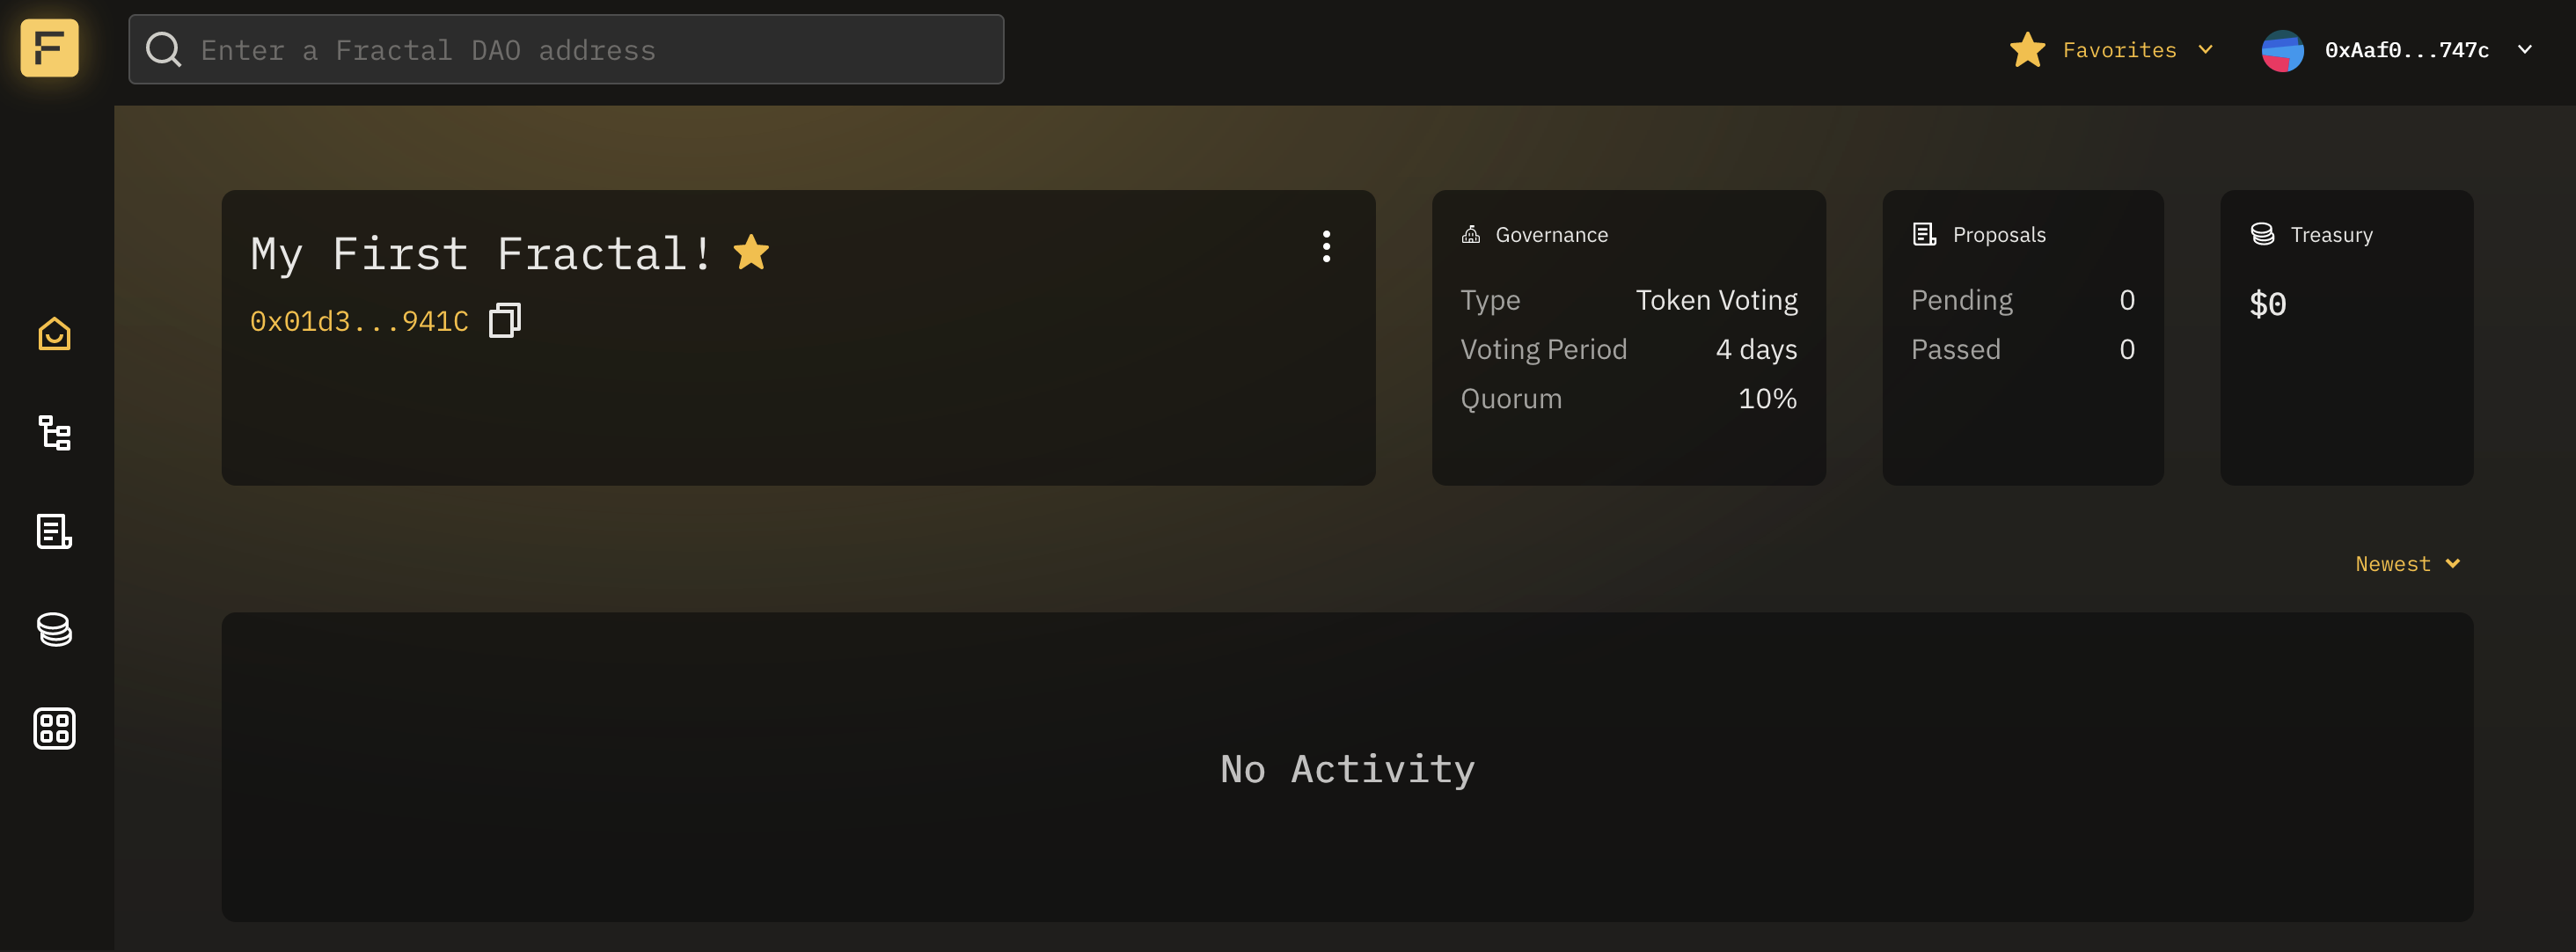 F
Enter a Fractal DAO address
Favorites
0xAaf0...747c
My First Fractal!
0x01d3...941C
Governance
Type Token Voting
Voting Period 4 days
Quorum 10%
Proposals
Pending 0
Passed 0
Treasury
$0
Newest
No Activity